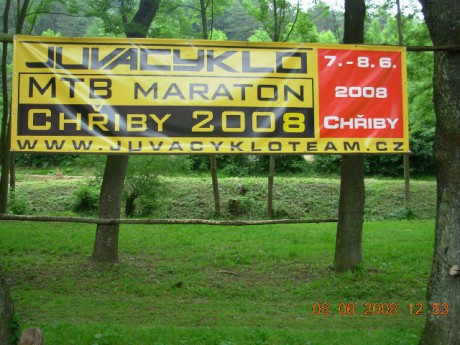 JUVACYKLO
MTB MARATON
CHŘIBY 2008
7.-8.6.
2008
CHŘIBY
WWW.JUVACYKLOTEAM.CZ
08.06.2008 12:53